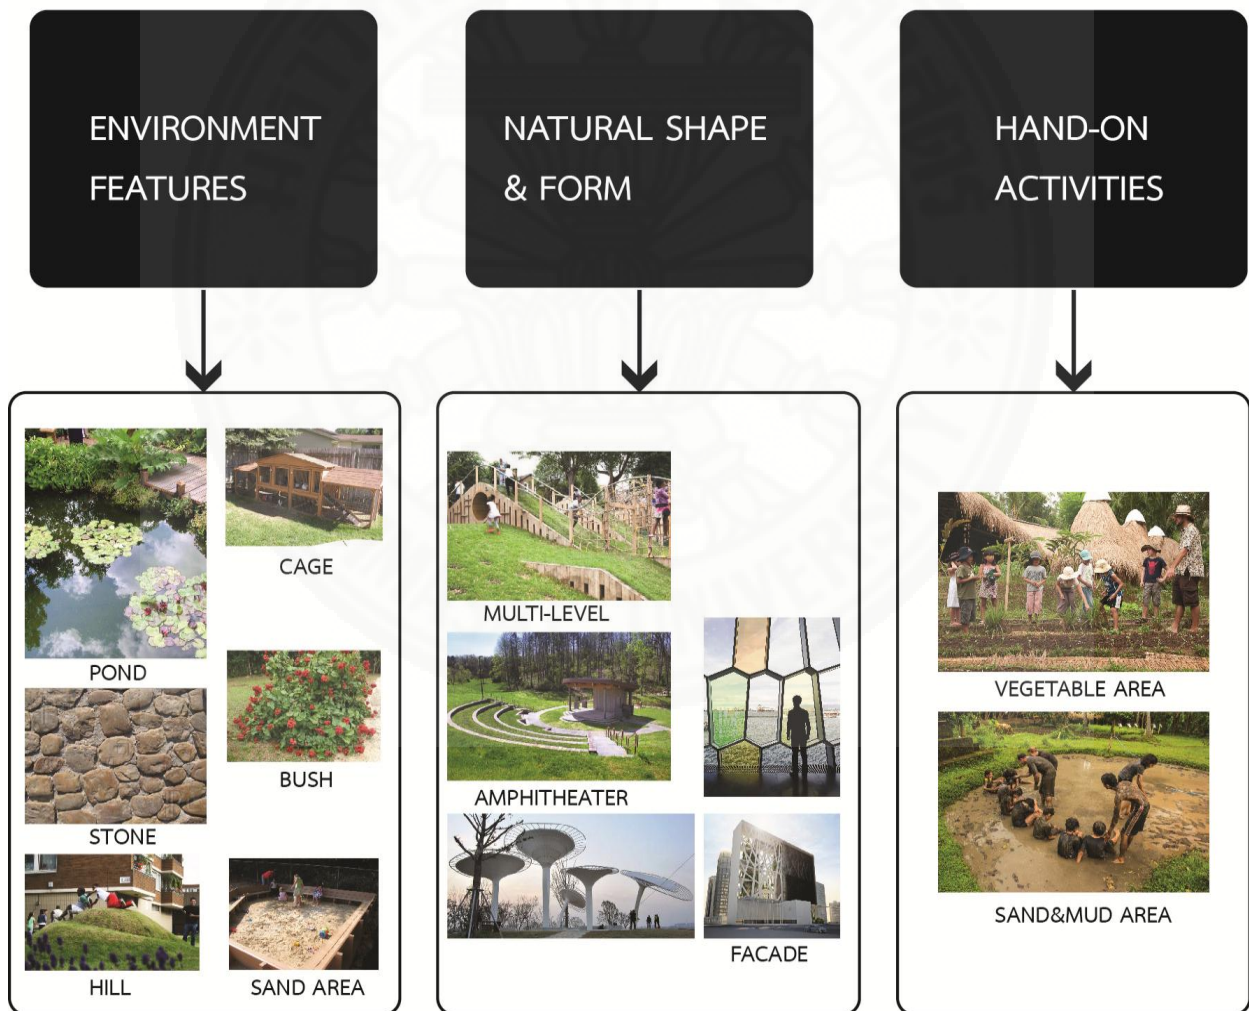 ENVIRONMENT
FEATURES
NATURAL SHAPE
& FORM
HAND-ON
ACTIVITIES
CAGE
POND
BUSH
STONE
HILL
SAND AREA
MULTI-LEVEL
AMPHITHEATER
FACADE
VEGETABLE AREA
SAND&MUD AREA